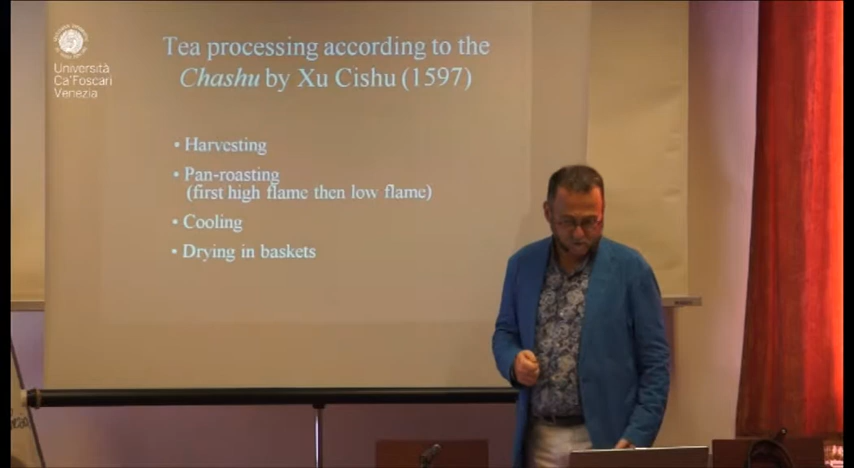 Università
Ca'Foscari
Venezia
Tea processing according to the
Chashu by Xu Cishu (1597)
• Harvesting
• Pan-roasting
(first high flame then low flame)
• Cooling
• Drying in baskets